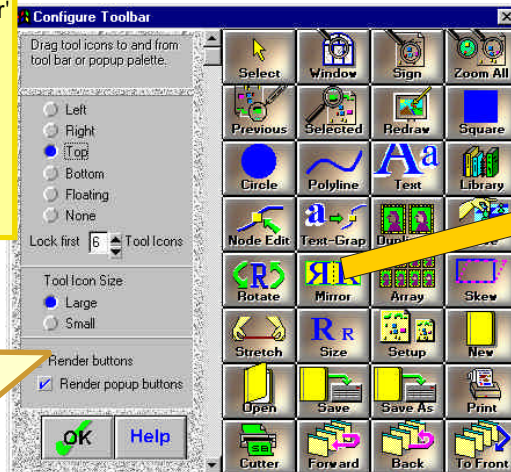 r'
Configure Toolbar
Drag tool icons to and from
tool bar or popup palette.
Left
Right
Top
Bottom
Floating
None
Lock first 6 Tool Icons
Tool Icon Size
Large
Small
Render buttons
Render popup buttons
OK Help
Select Window Sign Zoom All
Previous Selected Redraw Square
Circle Polyline Text Library
Node Edit Text-Grap
Rotate Mirror Array Skew
Stretch Size Setup New
Open Save Save As Print
Cutter Forward Back To Front